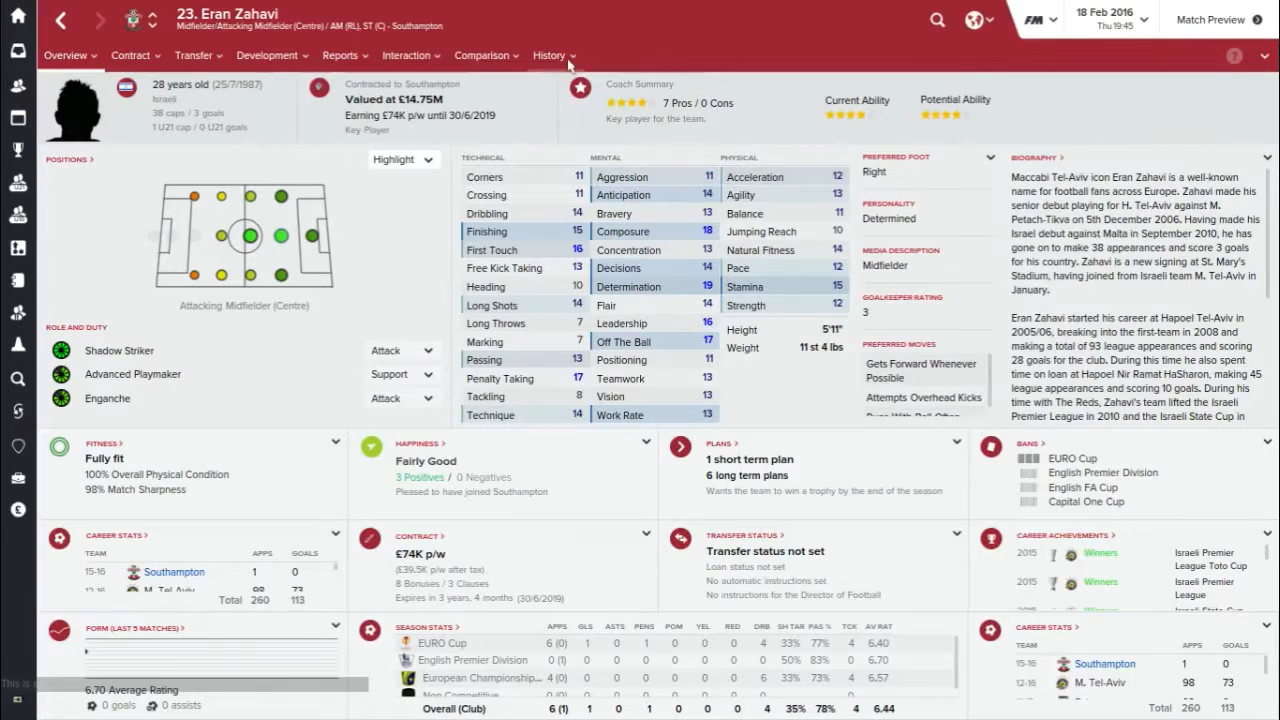 23. Eran Zahavi
Midfielder/Attacking Midfielder (Centre) / AM (RL), ST (C) - Southampton
FM
18 Feb 2016
Thu 19:45
Match Preview
Overview
Contract
Transfer
Development
Reports
Interaction
Comparison
History
28 years old (25/7/1987)
Israeli
38 caps / 3 goals
1 U21 cap / 0 U21 goals
Contracted to Southampton
Valued at £14.75M
Earning £74K p/w until 30/6/2019
Key Player
Coach Summary
7 Pros / 0 Cons
Key player for the team.
Current Ability
Potential Ability
POSITIONS >
Highlight
Attacking Midfielder (Centre)
ROLE AND DUTY
Shadow Striker Attack
Advanced Playmaker Support
Enganche Attack
TECHNICAL
Corners 11
Crossing 11
Dribbling 14
Finishing 15
First Touch 16
Free Kick Taking 13
Heading 10
Long Shots 14
Long Throws 7
Marking 7
Passing 13
Penalty Taking 17
Tackling 8
Technique 14
MENTAL
Aggression 11
Anticipation 14
Bravery 13
Composure 18
Concentration 13
Decisions 14
Determination 19
Flair 14
Leadership 16
Off The Ball 17
Positioning 11
Teamwork 13
Vision 13
Work Rate 13
PHYSICAL
Acceleration 12
Agility 13
Balance 11
Jumping Reach 10
Natural Fitness 14
Pace 12
Stamina 15
Strength 12
Height 5'11"
Weight 11 st 4 lbs
PREFERRED FOOT
Right
PERSONALITY
Determined
MEDIA DESCRIPTION
Midfielder
GOALKEEPER RATING
3
PREFERRED MOVES
Gets Forward Whenever
Possible
Attempts Overhead Kicks
BIOGRAPHY >
Maccabi Tel-Aviv icon Eran Zahavi is a well-known
name for football fans across Europe. Zahavi made his
senior debut playing for H. Tel-Aviv against M.
Petach-Tikva on 5th December 2006. Having made his
Israel debut against Malta in September 2010, he has
gone on to make 38 appearances and score 3 goals
for his country. Zahavi is a new signing at St. Mary's
Stadium, having joined from Israeli team M. Tel-Aviv in
January.
Eran Zahavi started his career at Hapoel Tel-Aviv in
2005/06, breaking into the first-team in 2008 and
making a total of 93 league appearances and scoring
28 goals for the club. During this time he also spent
time on loan at Hapoel Nir Ramat HaSharon, making 45
league appearances and scoring 10 goals. During his
time with The Reds, Zahavi's team lifted the Israeli
Premier League in 2010 and the Israeli State Cup in
FITNESS >
Fully fit
100% Overall Physical Condition
98% Match Sharpness
HAPPINESS >
Fairly Good
3 Positives / 0 Negatives
Pleased to have joined Southampton
PLANS >
1 short term plan
6 long term plans
Wants the team to win a trophy by the end of the season
BANS >
EURO Cup
English Premier Division
English FA Cup
Capital One Cup
CAREER STATS >
TEAM APPS GOALS
15-16 Southampton 1 0
12-16 M. Tel-Aviv 98 73
Total 260 113
CONTRACT >
£74K p/w
(£39.5K p/w after tax)
8 Bonuses / 3 Clauses
Expires in 3 years, 4 months (30/6/2019)
TRANSFER STATUS >
Transfer status not set
Loan status not set
No automatic instructions set
No instructions for the Director of Football
CAREER ACHIEVEMENTS >
2015 Winners Israeli Premier
League Toto Cup
2015 Winners Israeli Premier
League
FORM (LAST 5 MATCHES) >
This is a
6.70 Average Rating
0 goals 0 assists
SEASON STATS > APPS GLS ASTS PENS POM YEL RED DRB SH TAR PAS % TCK AV RAT
EURO Cup 6 (0) 1 0 1 0 0 0 4 33% 77% 4 6.40
English Premier Division 0 (1) 0 0 0 0 0 0 0 50% 83% 0 6.70
European Championship... 4 (0) 0 0 0 0 0 0 6 33% 73% 4 6.57
Non Competitive
Overall (Club) 6 (1) 1 0 1 0 0 0 4 35% 78% 4 6.44
CAREER STATS >
TEAM APPS GOALS
15-16 Southampton 1 0
12-16 M. Tel-Aviv 98 73
Total 260 113